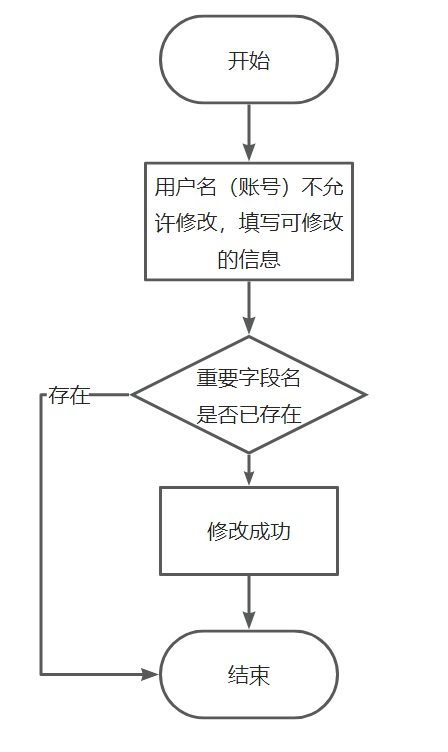 开始
用户名（账号）不允
许修改，填写可修改
的信息
重要字段名
是否已存在
存在
修改成功
结束